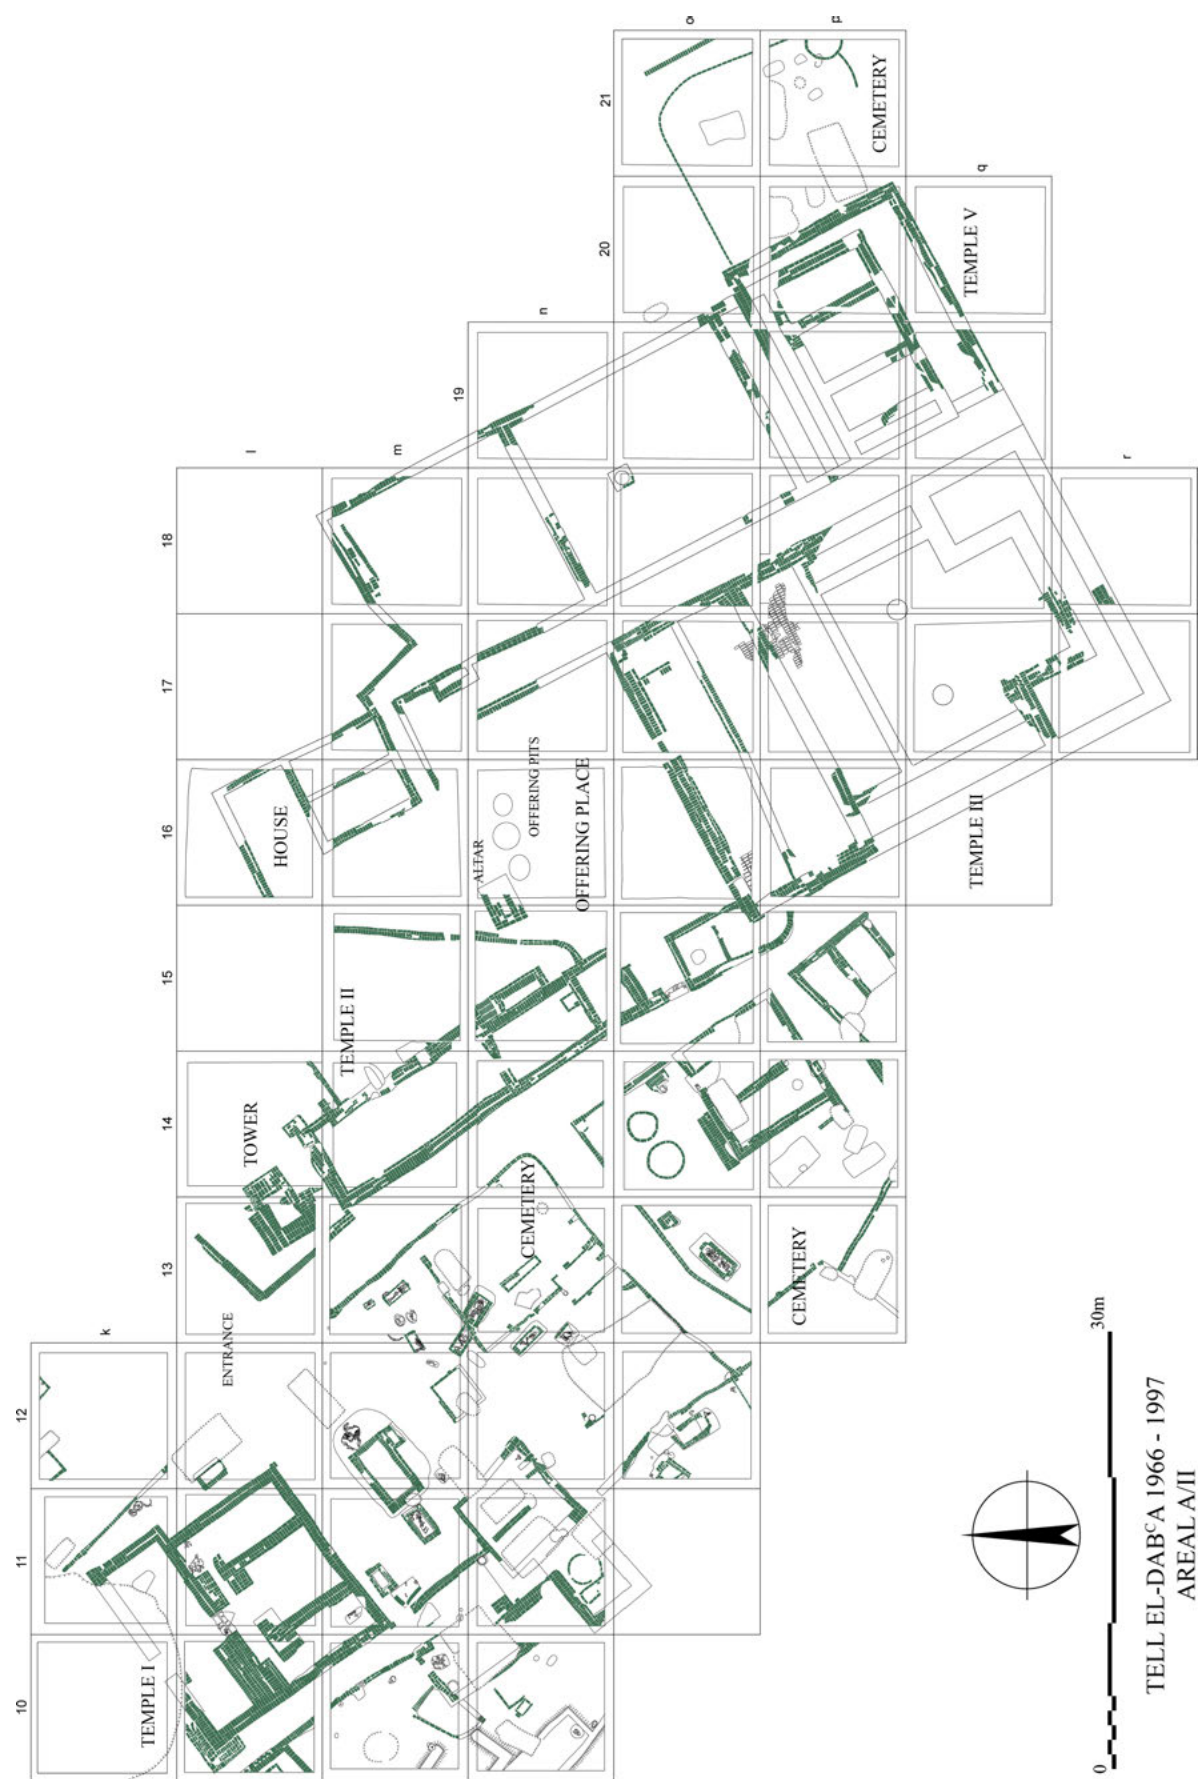 o
p
21
CEMETERY
q
20
TEMPLE V
n
19
m
l
r
18
17
OFFERING PITS
OFFERING PLACE
ALTAR
16
HOUSE
TEMPLE III
15
TEMPLE II
14
TOWER
CEMETERY
13
CEMETERY
ENTRANCE
k
12
11
10
TEMPLE I
0
30m
TELL EL-DABᶜA 1966 - 1997
AREAL A/II